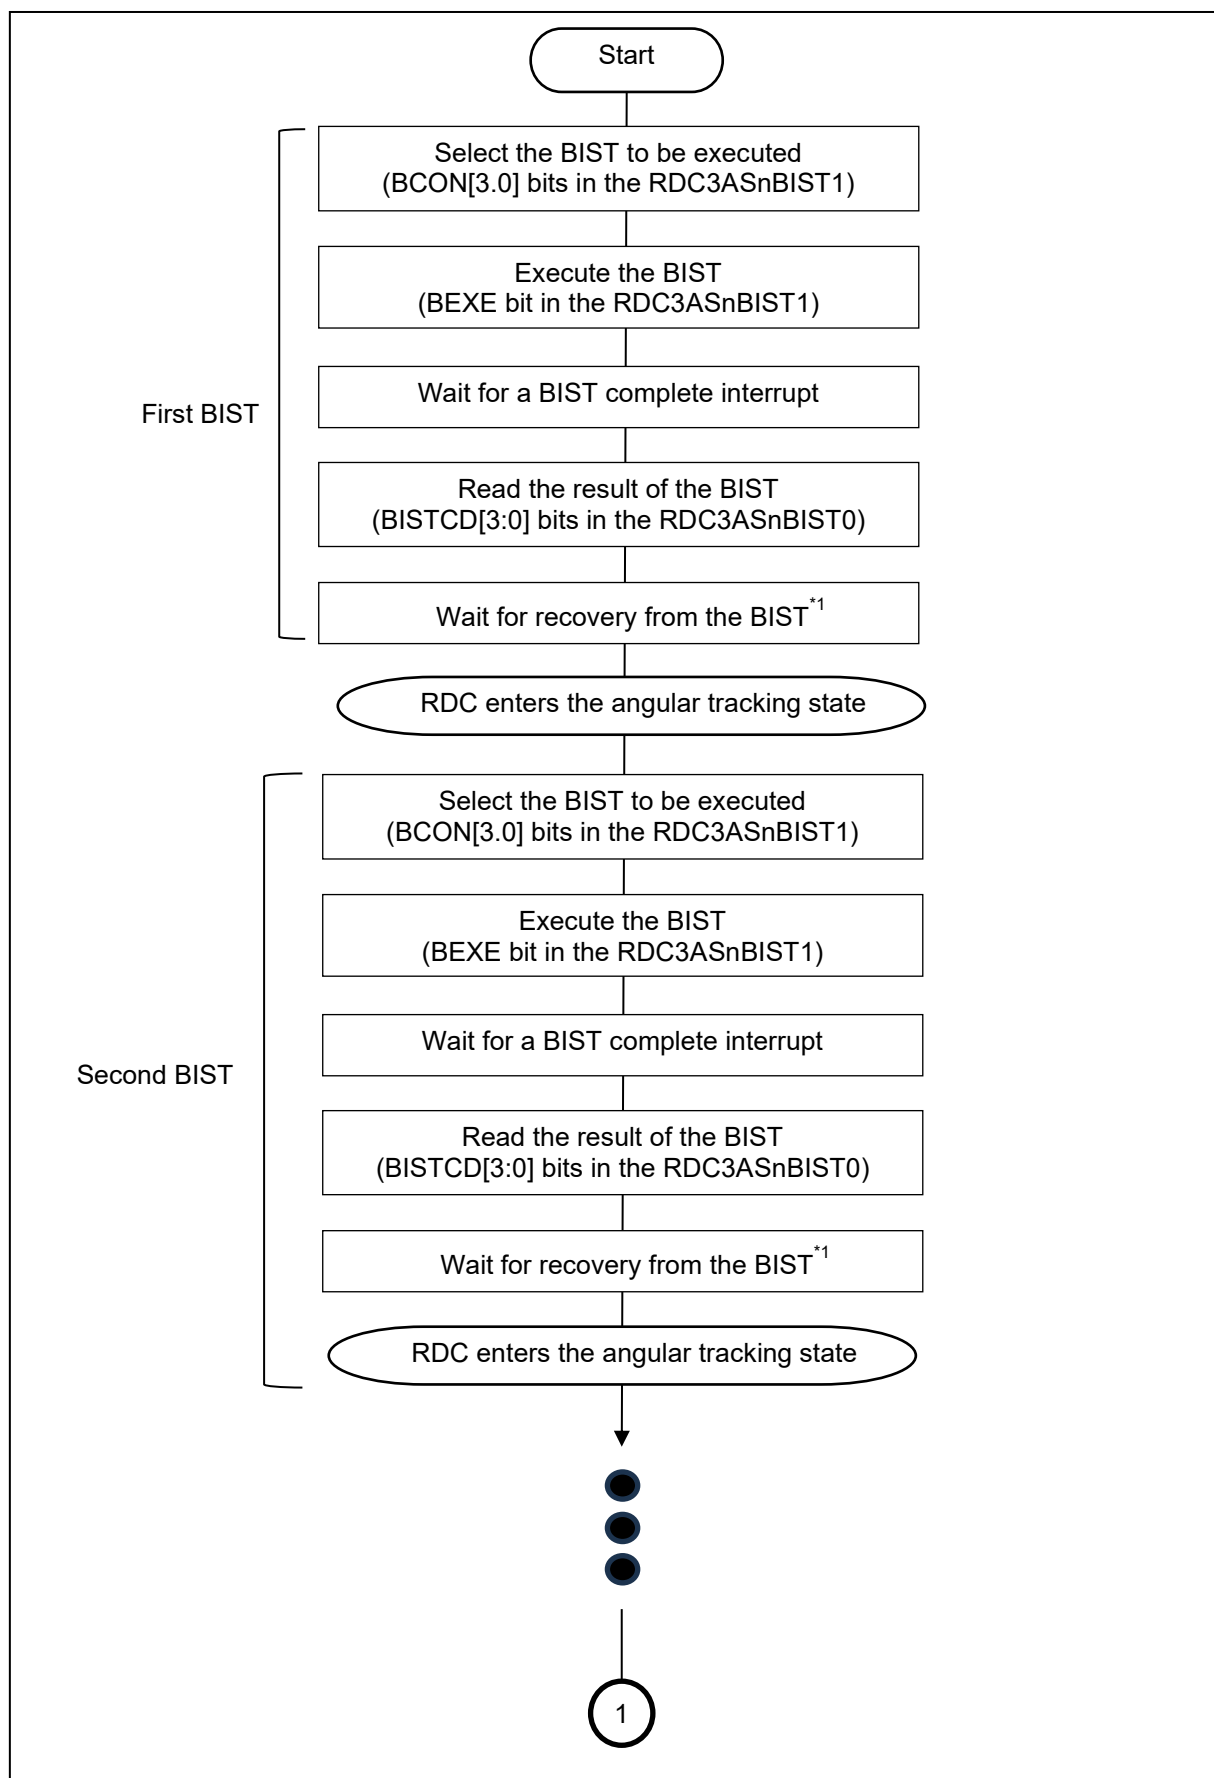 Start
Select the BIST to be executed
(BCON[3.0] bits in the RDC3ASnBIST1)
Execute the BIST
(BEXE bit in the RDC3ASnBIST1)
Wait for a BIST complete interrupt
First BIST
Read the result of the BIST
(BISTCD[3:0] bits in the RDC3ASnBIST0)
Wait for recovery from the BIST*1
RDC enters the angular tracking state
Select the BIST to be executed
(BCON[3.0] bits in the RDC3ASnBIST1)
Execute the BIST
(BEXE bit in the RDC3ASnBIST1)
Wait for a BIST complete interrupt
Second BIST
Read the result of the BIST
(BISTCD[3:0] bits in the RDC3ASnBIST0)
Wait for recovery from the BIST*1
RDC enters the angular tracking state
1